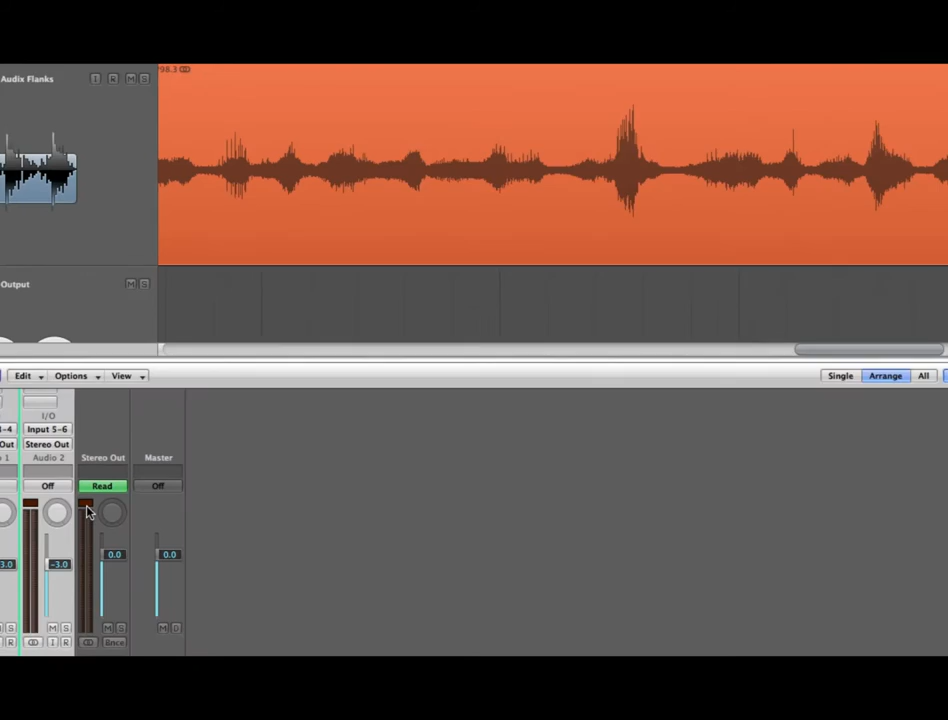 98.3
Audix Flanks I R M S
Output M S
Edit Options View Single Arrange All
I/O
-4 Input 5-6
Out Stereo Out
o 1 Audio 2 Stereo Out Master
Off Read Off
3.0 -3.0 0.0 0.0
S M S M S M D
R I R Bnce